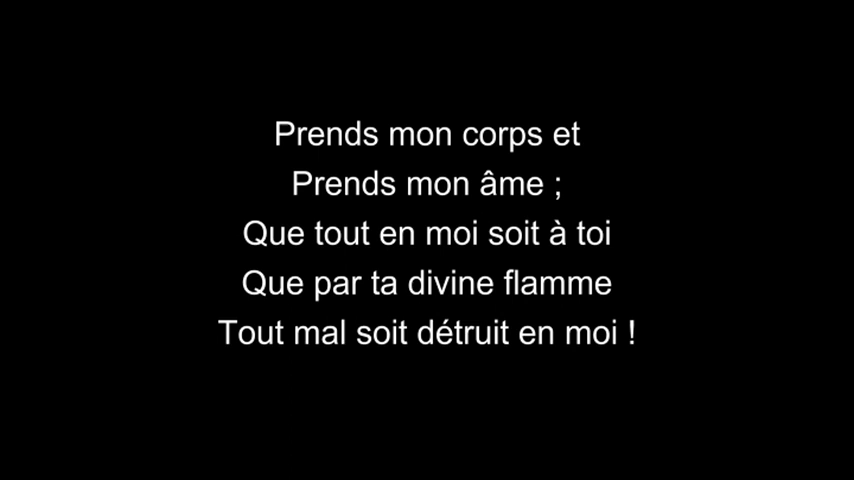 Prends mon corps et
Prends mon âme ;
Que tout en moi soit à toi
Que par ta divine flamme
Tout mal soit détruit en moi !